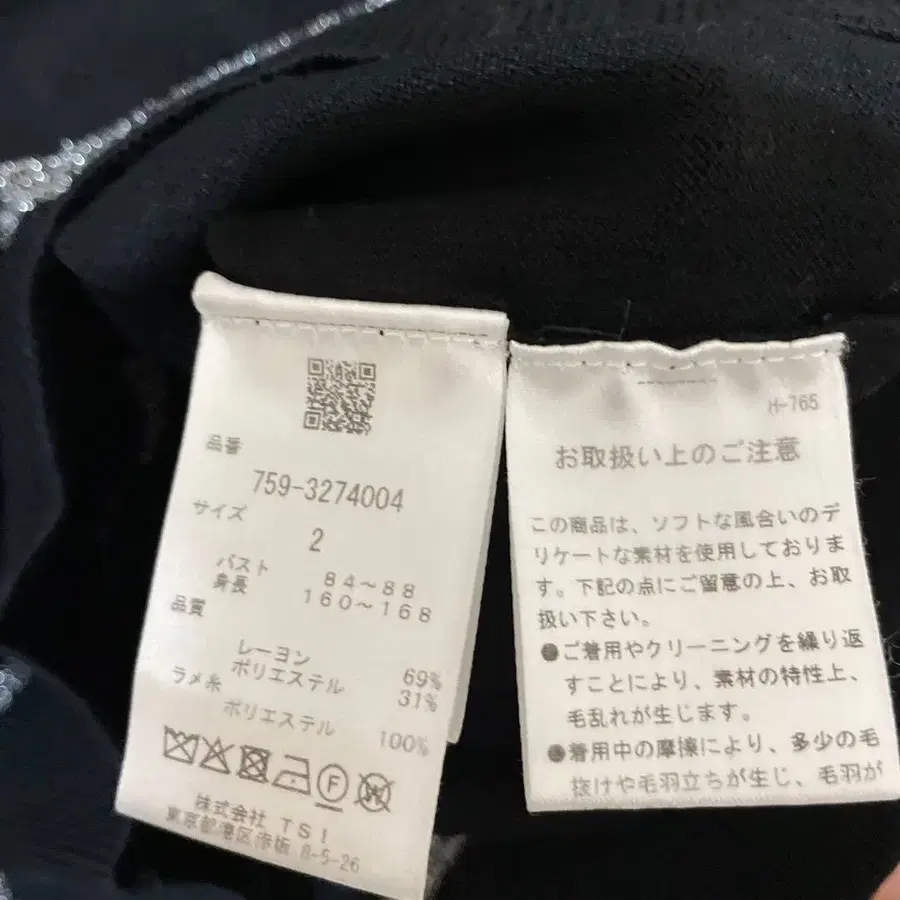 品番
759-3274004
サイズ
2
バスト 84～88
身長 160～168
品質
レーヨン 69%
ポリエステル 31%
ラメ糸
ポリエステル 100%
F
W
株式会社 TSI
東京都港区赤坂 8-5-26
H-765
お取扱い上のご注意
この商品は、ソフトな風合いのデ
リケートな素材を使用しておりま
す。下記の点にご留意の上、お取
扱い下さい。
●ご着用やクリーニングを繰り返
すことにより、素材の特性上、
毛乱れが生じます。
●着用中の摩擦により、多少の毛
抜けや毛羽立ちが生じ、毛羽が